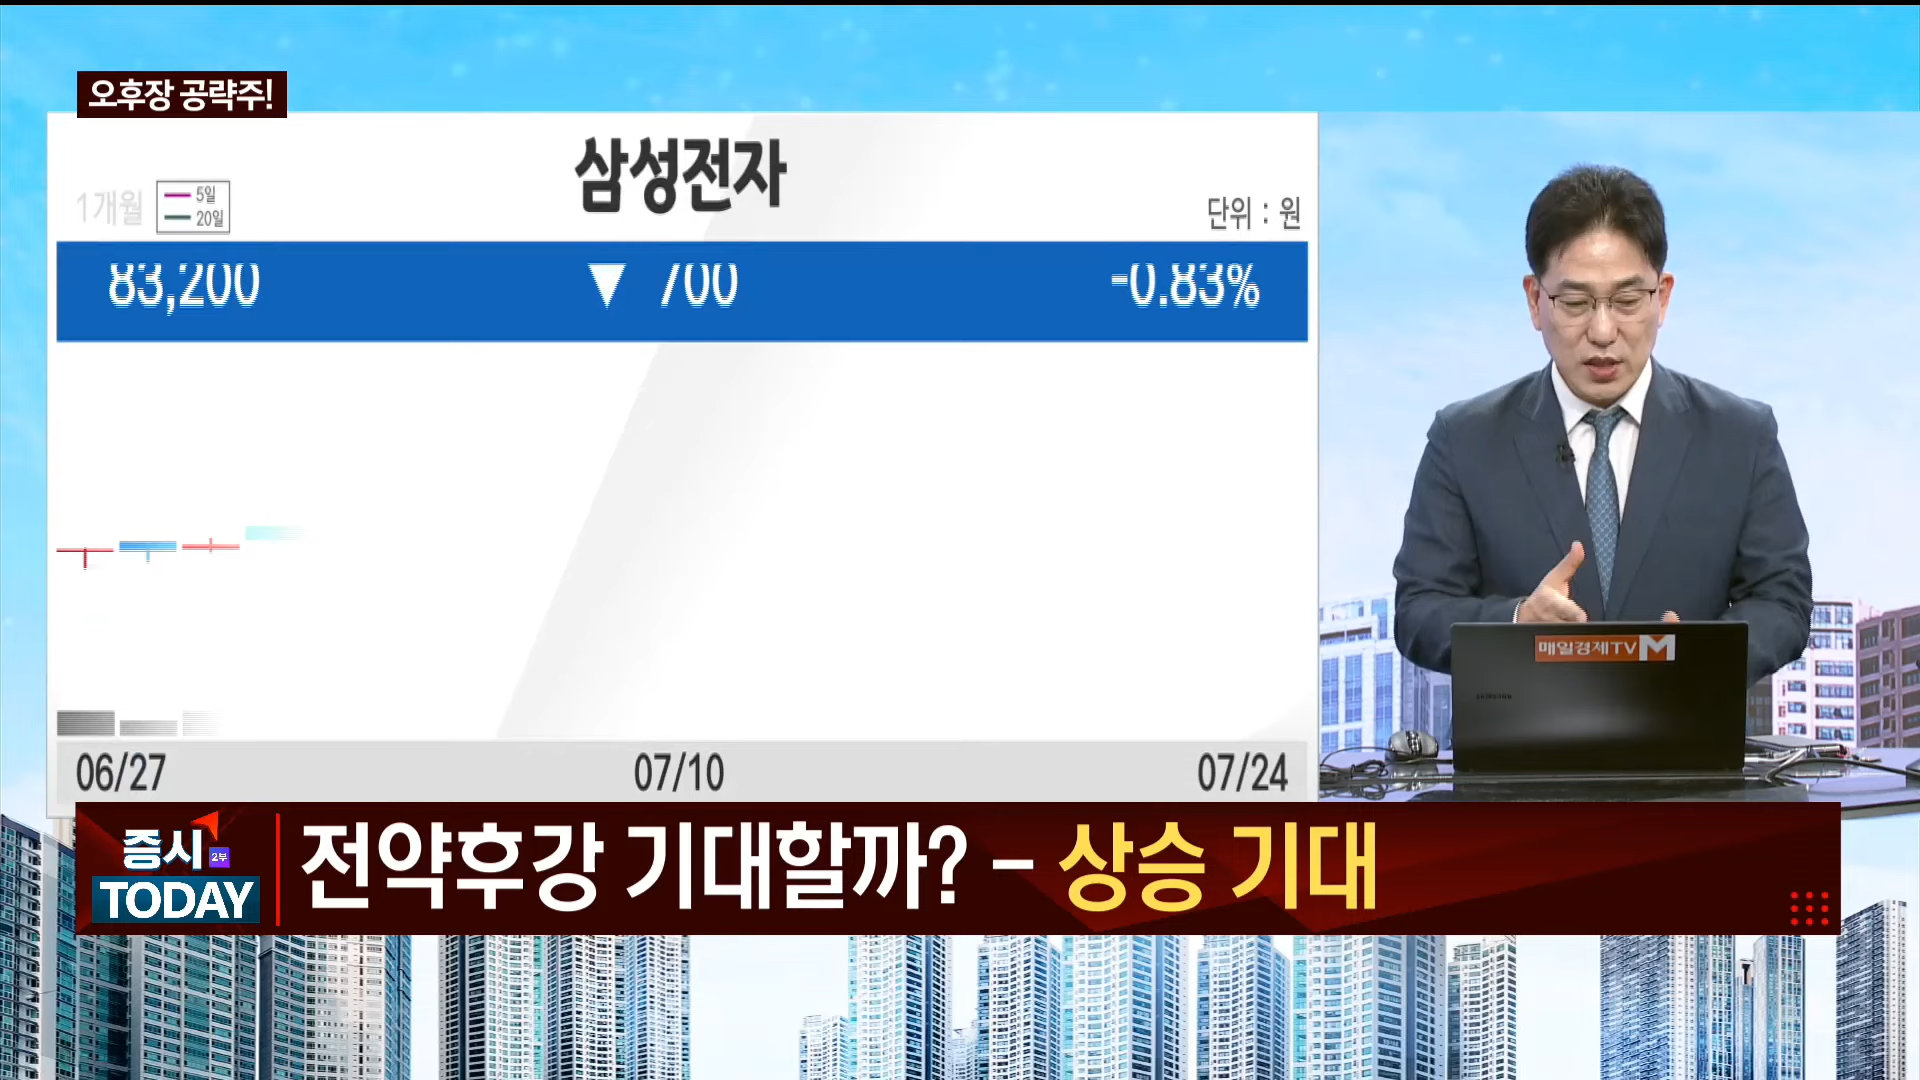 오후장 공략주!
삼성전자
1개월
5일
20일
단위 : 원
83,200 ▼ 700 -0.83%
06/27 07/10 07/24
매일경제TV M
SAMSUNG
증시 2부
TODAY
전약후강 기대할까? - 상승 기대